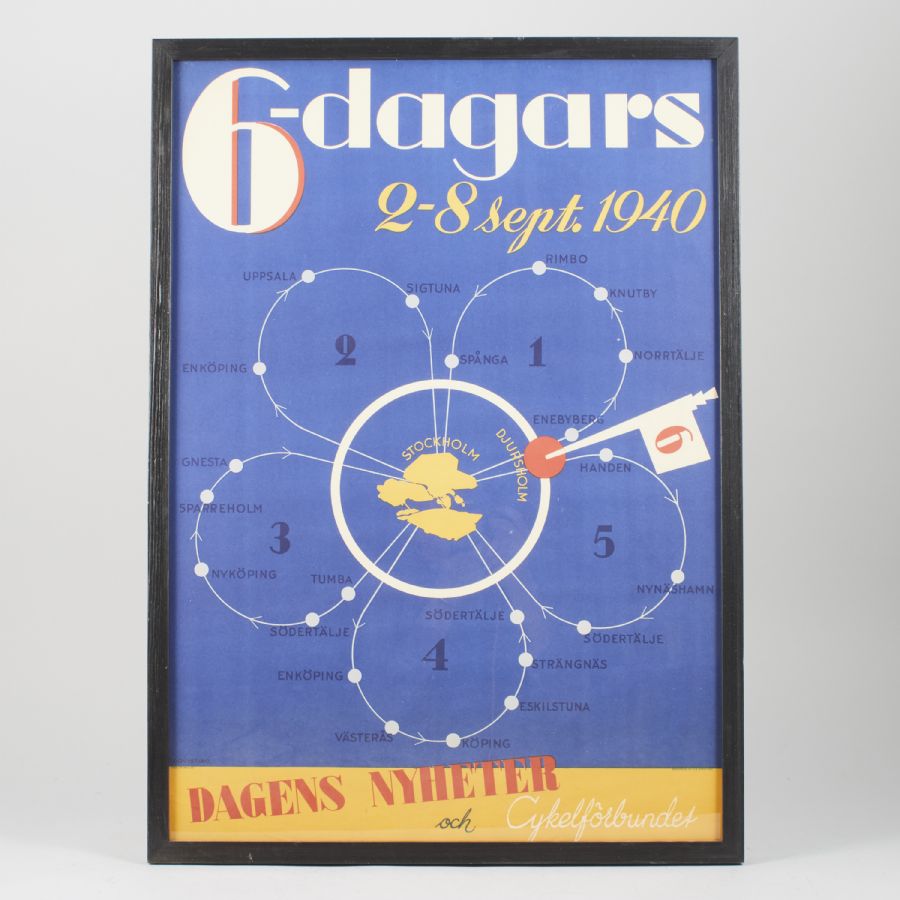 6-dagars
2-8 sept. 1940
RIMBO
UPPSALA
SIGTUNA
KNUTBY
2
1
SPÅNGA
NORRTÄLJE
ENKÖPING
ENEBYBERG
STOCKHOLM
DJURSHOLM
6
GNESTA
HANDEN
SPARREHOLM
3
5
NYKÖPING
TUMBA
NYNÄSHAMN
SÖDERTÄLJE
SÖDERTÄLJE
SÖDERTÄLJE
4
STRÄNGNÄS
ENKÖPING
ESKILSTUNA
VÄSTERÅS
KÖPING
DAGENS NYHETER
och Cykelförbundet